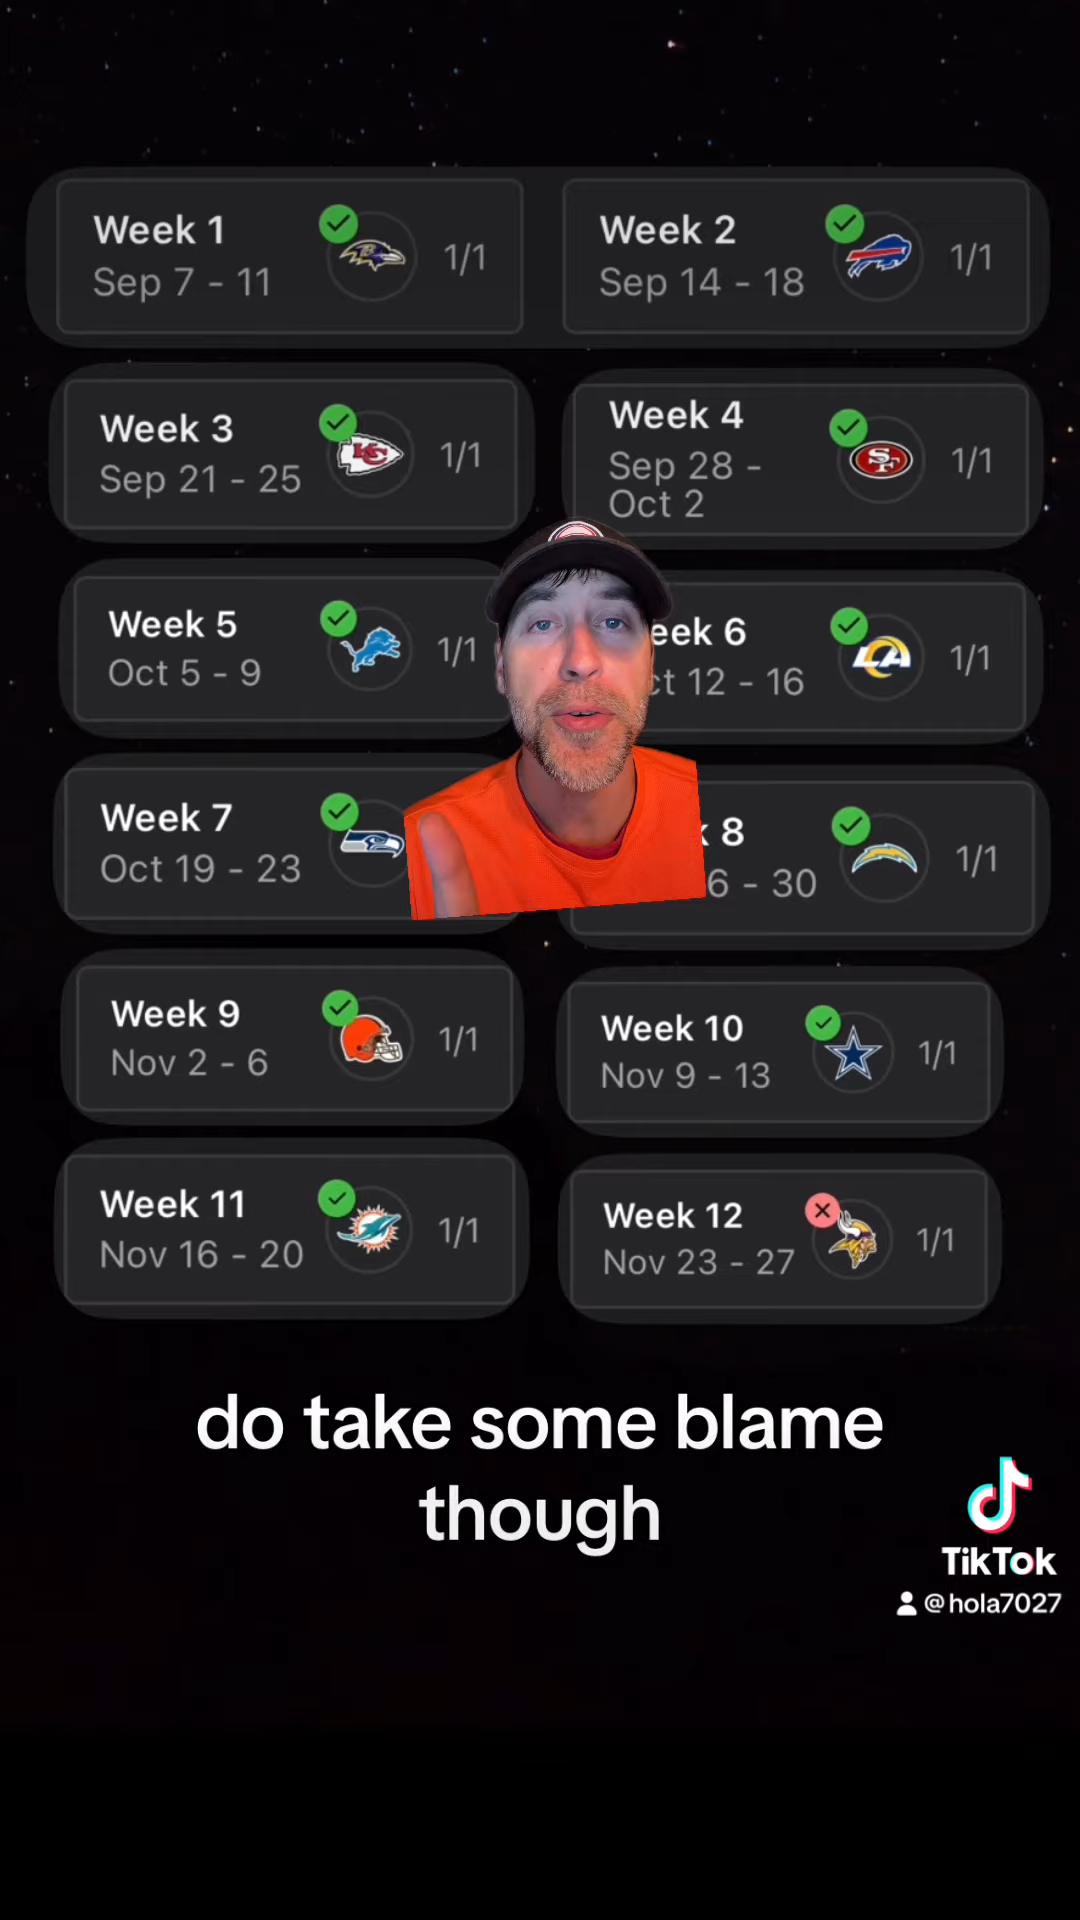 Week 1
Sep 7 - 11
1/1
Week 2
Sep 14 - 18
1/1
Week 3
Sep 21 - 25
1/1
Week 4
Sep 28 -
Oct 2
1/1
Week 5
Oct 5 - 9
1/1
eek 6
ct 12 - 16
1/1
Week 7
Oct 19 - 23
k 8
6 - 30
1/1
Week 9
Nov 2 - 6
1/1
Week 10
Nov 9 - 13
1/1
Week 11
Nov 16 - 20
1/1
Week 12
Nov 23 - 27
1/1
do take some blame
though
TikTok
@hola7027